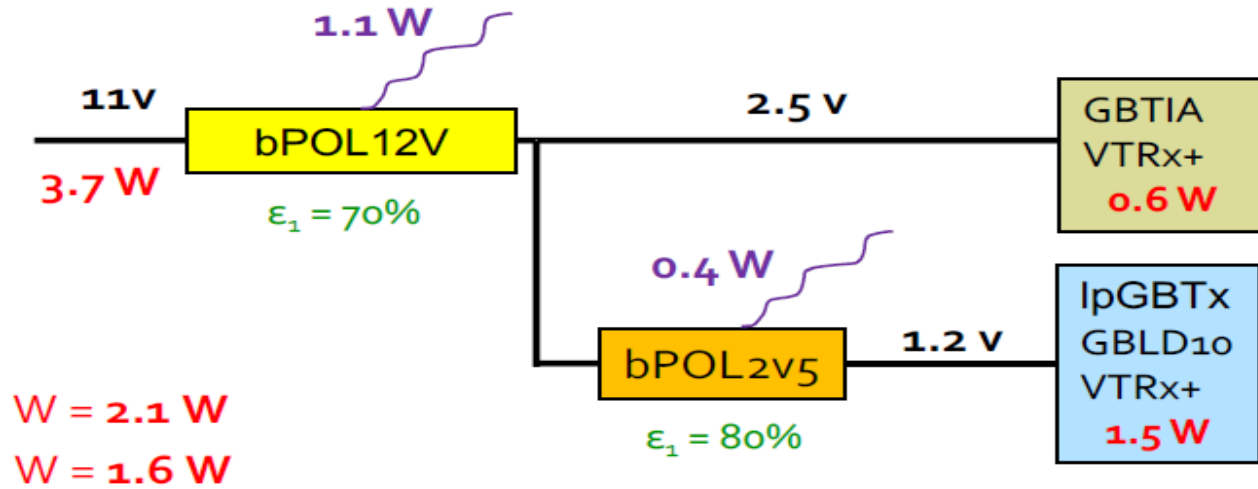 1.1 W
11v
bPOL12V
3.7 W
ε₁ = 70%
2.5 v
GBTIA
VTRx+
0.6 W
0.4 W
bPOL2v5
ε₁ = 80%
1.2 v
lpGBTx
GBLD10
VTRx+
1.5 W
W = 2.1 W
W = 1.6 W